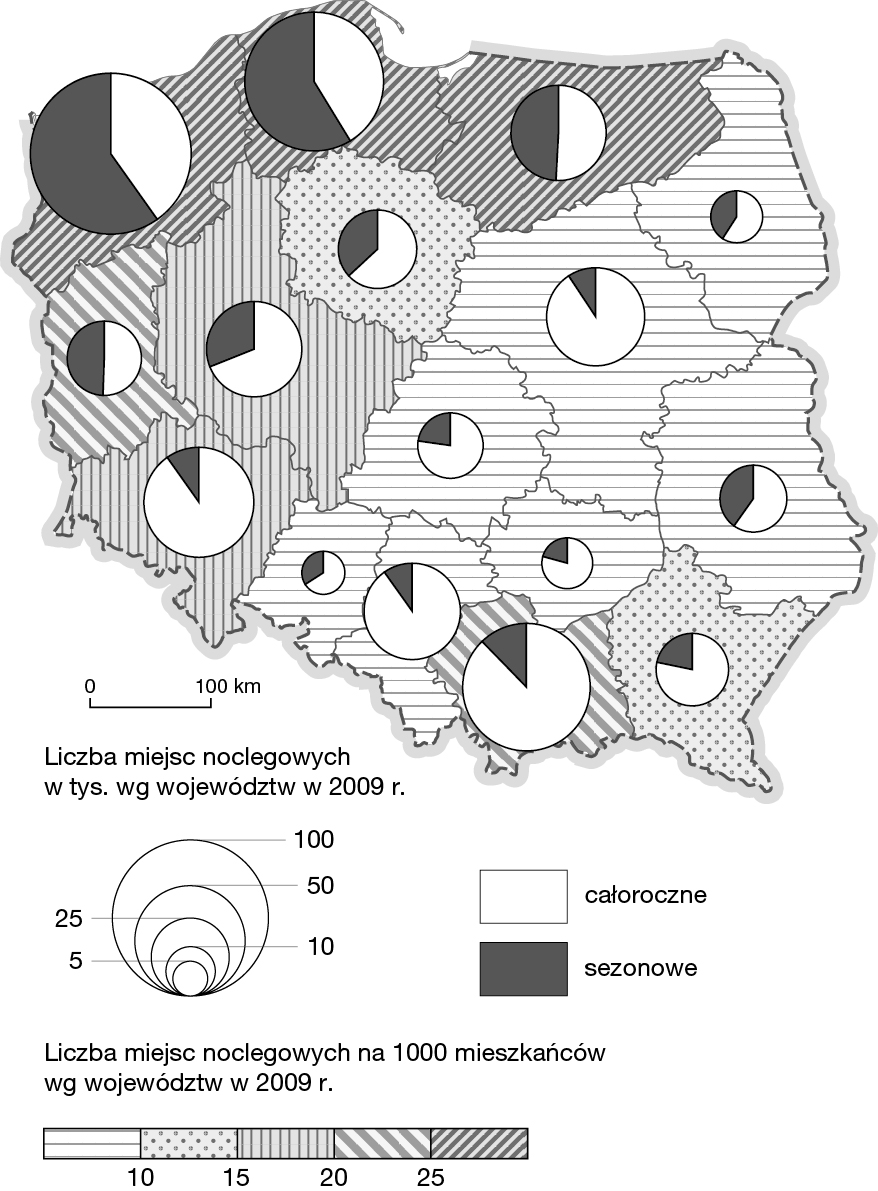 0 100 km
Liczba miejsc noclegowych
w tys. wg województw w 2009 r.
100
50
25
10
5
całoroczne
sezonowe
Liczba miejsc noclegowych na 1000 mieszkańców
wg województw w 2009 r.
10 15 20 25